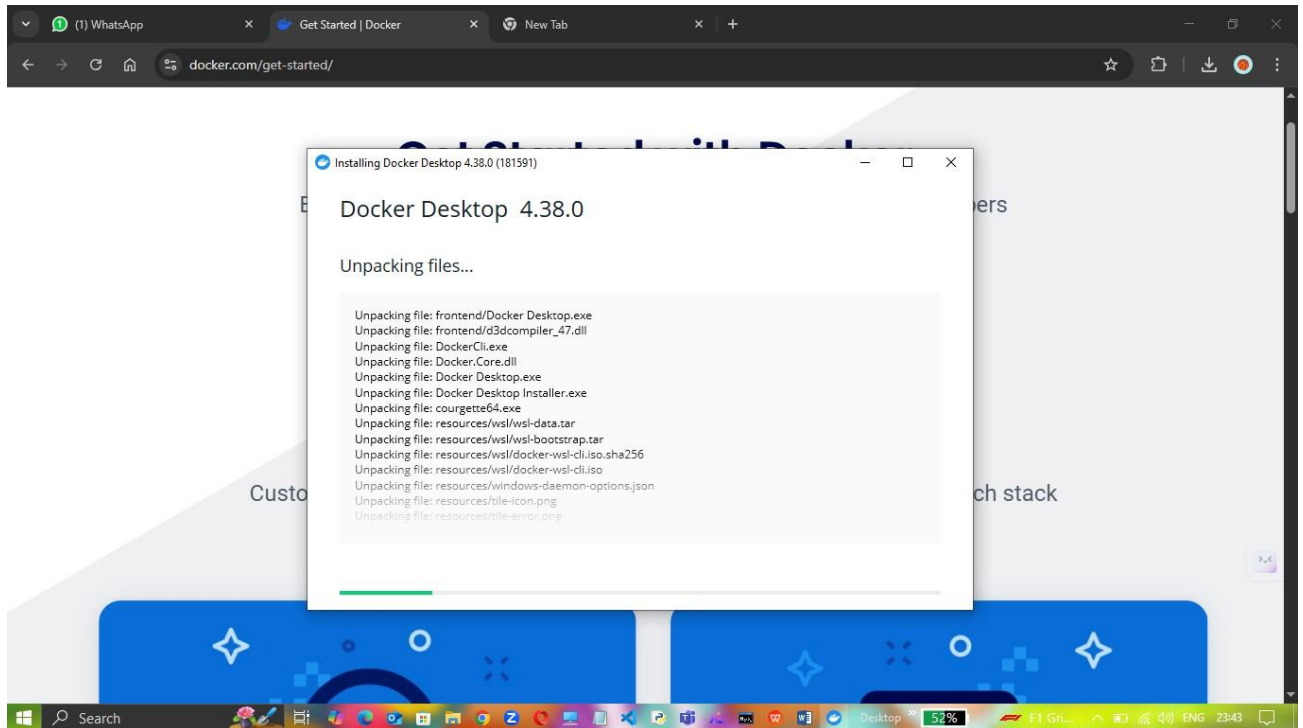 (1) WhatsApp
Get Started | Docker
New Tab
docker.com/get-started/
Installing Docker Desktop 4.38.0 (181591)
Docker Desktop 4.38.0
Unpacking files...
Unpacking file: frontend/Docker Desktop.exe
Unpacking file: frontend/d3dcompiler_47.dll
Unpacking file: DockerCli.exe
Unpacking file: Docker.Core.dll
Unpacking file: Docker Desktop.exe
Unpacking file: Docker Desktop Installer.exe
Unpacking file: courgette64.exe
Unpacking file: resources/wsl/wsl-data.tar
Unpacking file: resources/wsl/wsl-bootstrap.tar
Unpacking file: resources/wsl/docker-wsl-cli.iso.sha256
Unpacking file: resources/wsl/docker-wsl-cli.iso
Unpacking file: resources/windows-daemon-options.json
Unpacking file: resources/tile-icon.png
Unpacking file: resources/tile-error.png
Custo
ch stack
Search
Desktop
52%
F1 Gri...
ENG
23:43